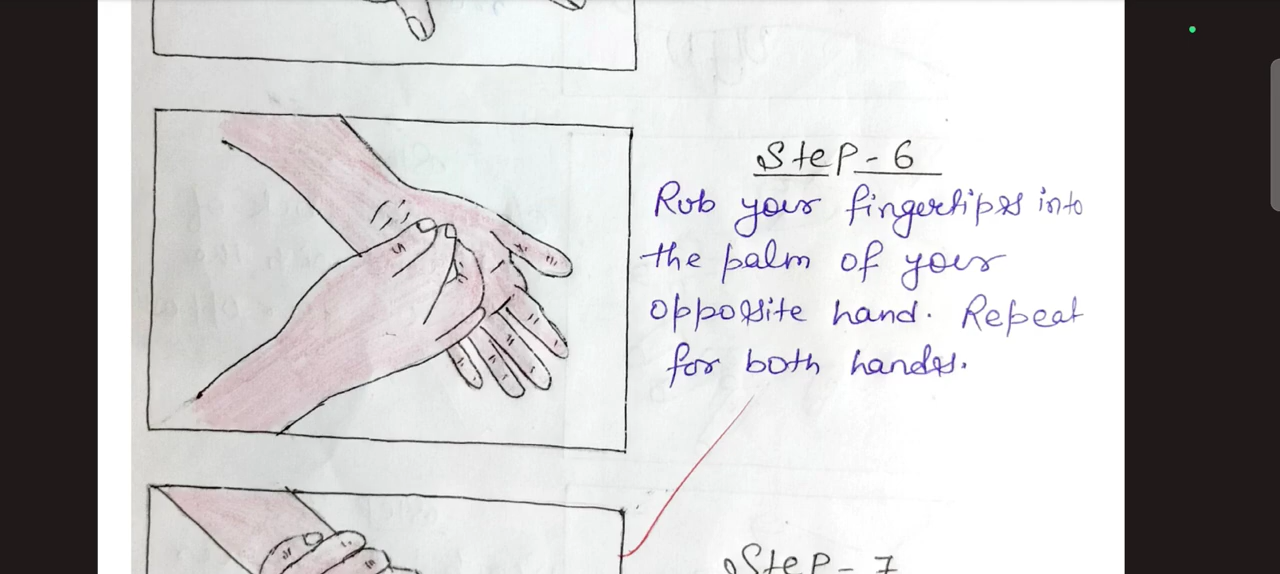 Step-6
Rub your fingertips into
the palm of your
opposite hand. Repeat
for both hands.
Step-7